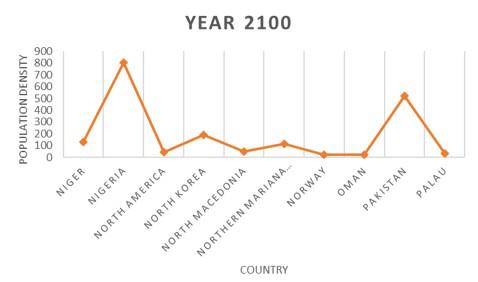 YEAR 2100
POPULATION DENSITY
900
800
700
600
500
400
300
200
100
0
NIGER
NIGERIA
NORTH AMERICA
NORTH KOREA
NORTH MACEDONIA
NORTHERN MARIANA…
NORWAY
OMAN
PAKISTAN
PALAU
COUNTRY